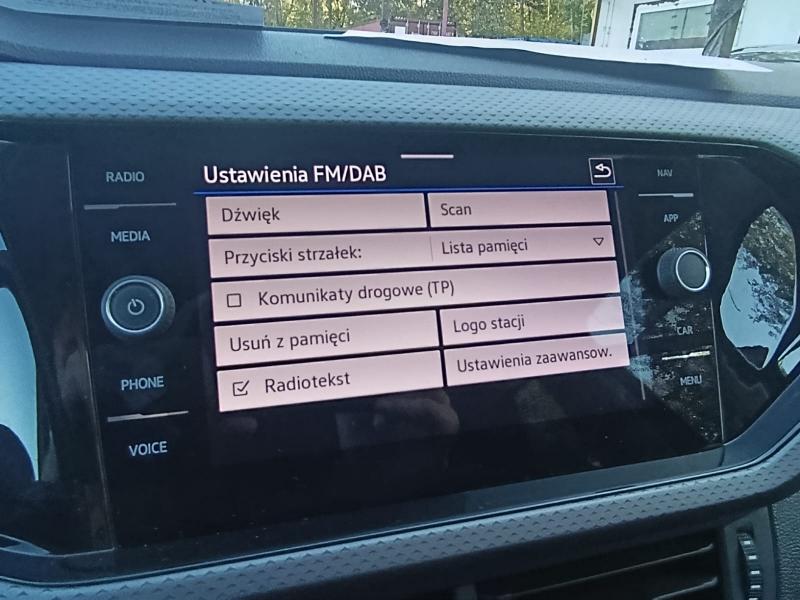 Ustawienia FM/DAB
RADIO
MEDIA
PHONE
VOICE
Dźwięk
Scan
Przyciski strzałek:
Lista pamięci
Komunikaty drogowe (TP)
Usuń z pamięci
Logo stacji
Radiotekst
Ustawienia zaawansow.
NAV
APP
CAR
MENU